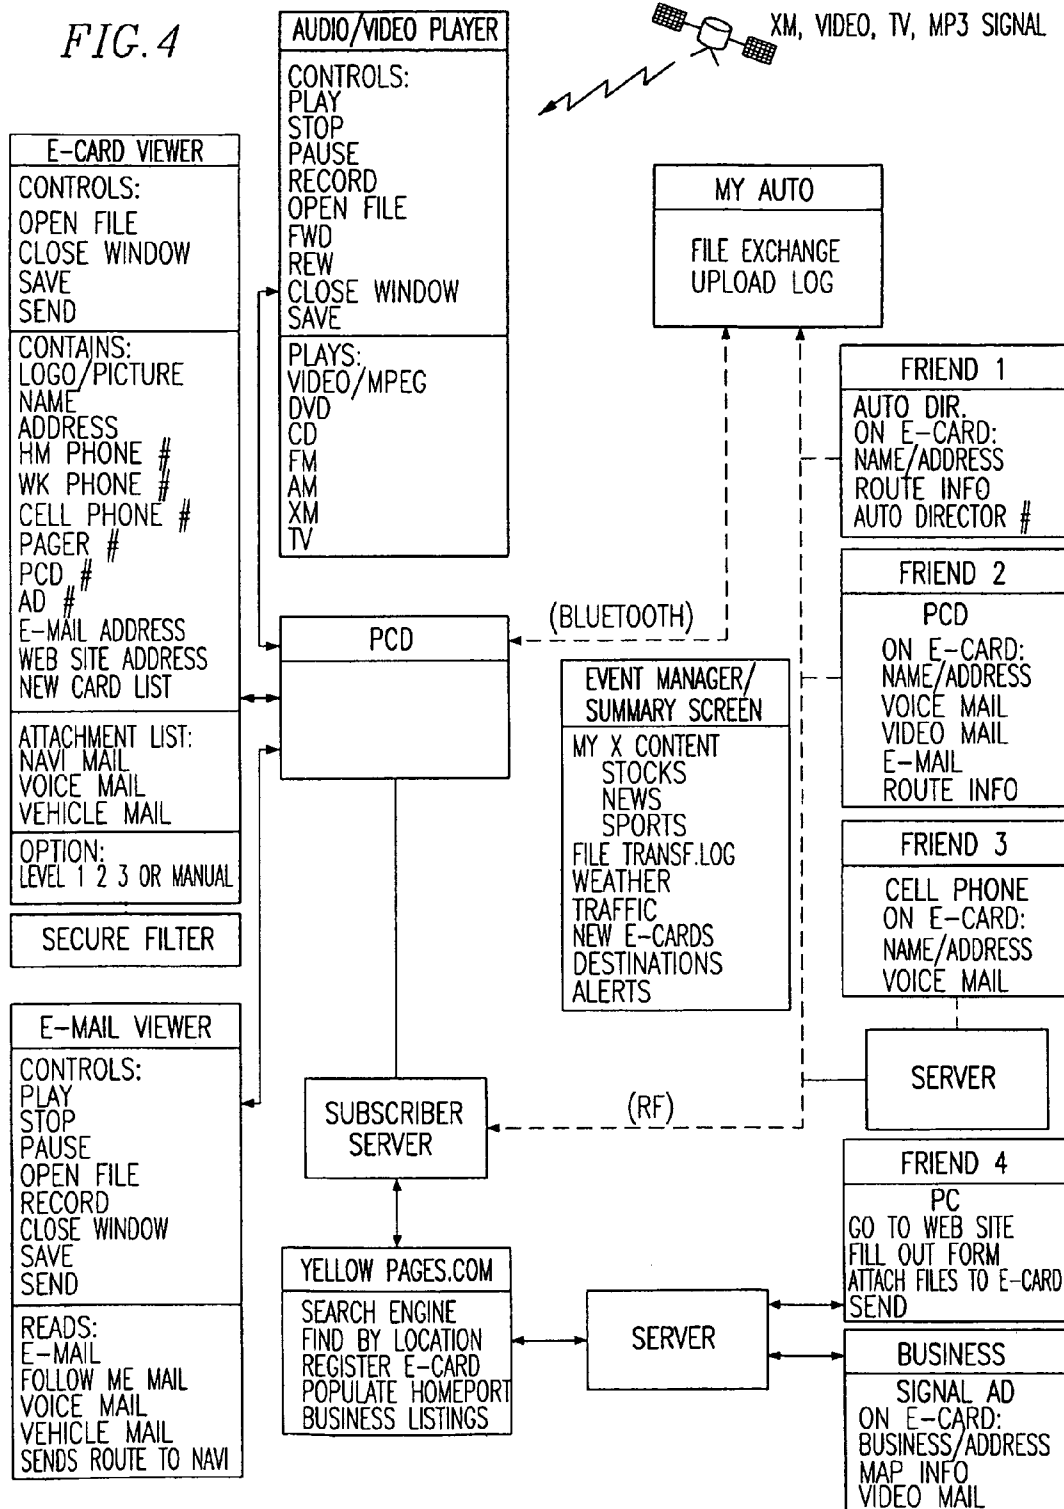 FIG. 4
AUDIO/VIDEO PLAYER
CONTROLS:
PLAY
STOP
PAUSE
RECORD
OPEN FILE
FWD
REW
CLOSE WINDOW
SAVE
PLAYS:
VIDEO/MPEG
DVD
CD
FM
AM
XM
TV
XM, VIDEO, TV, MP3 SIGNAL
E-CARD VIEWER
CONTROLS:
OPEN FILE
CLOSE WINDOW
SAVE
SEND
CONTAINS:
LOGO/PICTURE
NAME
ADDRESS
HM PHONE #
WK PHONE #
CELL PHONE #
PAGER #
PCD #
AD #
E-MAIL ADDRESS
WEB SITE ADDRESS
NEW CARD LIST
ATTACHMENT LIST:
NAVI MAIL
VOICE MAIL
VEHICLE MAIL
OPTION:
LEVEL 1 2 3 OR MANUAL
SECURE FILTER
MY AUTO
FILE EXCHANGE
UPLOAD LOG
FRIEND 1
AUTO DIR.
ON E-CARD:
NAME/ADDRESS
ROUTE INFO
AUTO DIRECTOR #
PCD
(BLUETOOTH)
EVENT MANAGER/
SUMMARY SCREEN
MY X CONTENT
STOCKS
NEWS
SPORTS
FILE TRANSF.LOG
WEATHER
TRAFFIC
NEW E-CARDS
DESTINATIONS
ALERTS
FRIEND 2
PCD
ON E-CARD:
NAME/ADDRESS
VOICE MAIL
VIDEO MAIL
E-MAIL
ROUTE INFO
FRIEND 3
CELL PHONE
ON E-CARD:
NAME/ADDRESS
VOICE MAIL
SERVER
E-MAIL VIEWER
CONTROLS:
PLAY
STOP
PAUSE
OPEN FILE
RECORD
CLOSE WINDOW
SAVE
SEND
READS:
E-MAIL
FOLLOW ME MAIL
VOICE MAIL
VEHICLE MAIL
SENDS ROUTE TO NAVI
SUBSCRIBER
SERVER
(RF)
YELLOW PAGES.COM
SEARCH ENGINE
FIND BY LOCATION
REGISTER E-CARD
POPULATE HOMEPORT
BUSINESS LISTINGS
SERVER
FRIEND 4
PC
GO TO WEB SITE
FILL OUT FORM
ATTACH FILES TO E-CARD
SEND
BUSINESS
SIGNAL AD
ON E-CARD:
BUSINESS/ADDRESS
MAP INFO
VIDEO MAIL